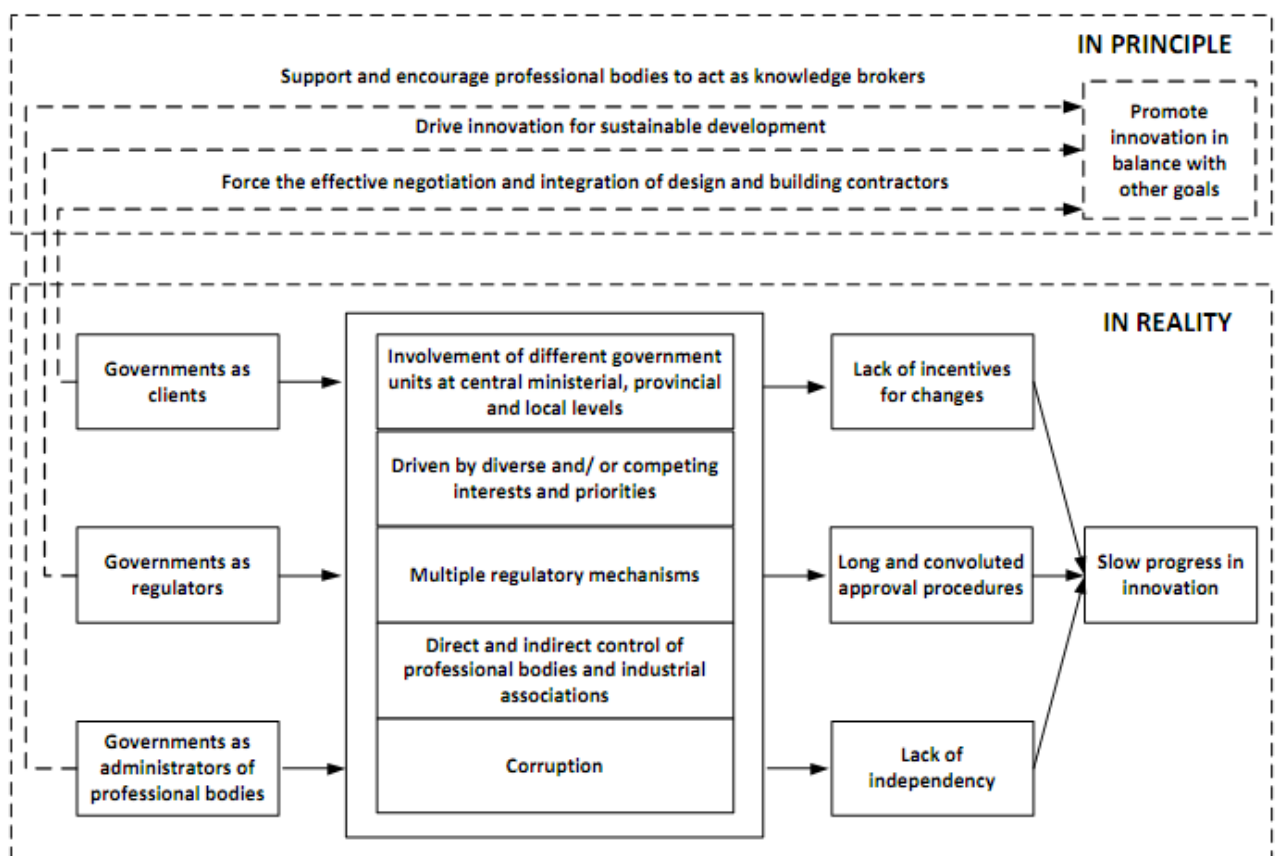 IN PRINCIPLE
Support and encourage professional bodies to act as knowledge brokers
Drive innovation for sustainable development
Force the effective negotiation and integration of design and building contractors
Promote
innovation in
balance with
other goals
IN REALITY
Governments as
clients
Governments as
regulators
Governments as
administrators of
professional bodies
Involvement of different government
units at central ministerial, provincial
and local levels
Driven by diverse and/ or competing
interests and priorities
Multiple regulatory mechanisms
Direct and indirect control of
professional bodies and industrial
associations
Corruption
Lack of incentives
for changes
Long and convoluted
approval procedures
Lack of
independency
Slow progress in
innovation